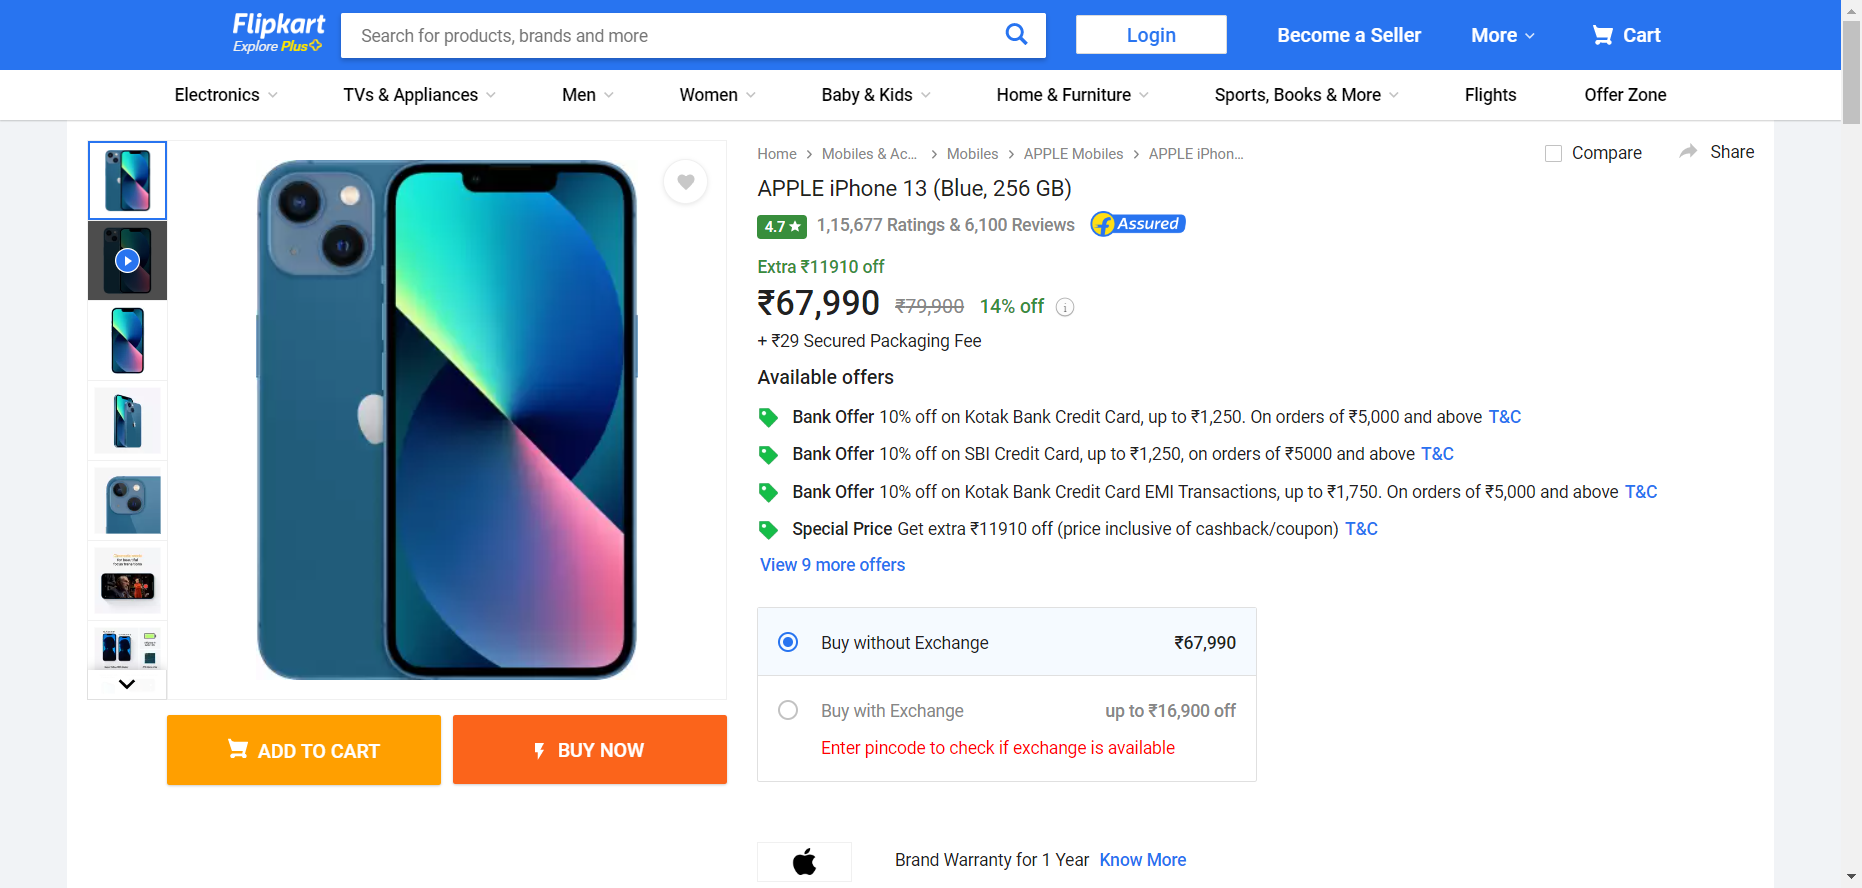 Flipkart
Explore Plus
Search for products, brands and more
Login
Become a Seller
More
Cart
Electronics
TVs & Appliances
Men
Women
Baby & Kids
Home & Furniture
Sports, Books & More
Flights
Offer Zone
Home > Mobiles & Ac... > Mobiles > APPLE Mobiles > APPLE iPhon...
Compare
Share
APPLE iPhone 13 (Blue, 256 GB)
4.7★ 1,15,677 Ratings & 6,100 Reviews f Assured
Extra ₹11910 off
₹67,990 ₹79,900 14% off i
+ ₹29 Secured Packaging Fee
Available offers
Bank Offer 10% off on Kotak Bank Credit Card, up to ₹1,250. On orders of ₹5,000 and above T&C
Bank Offer 10% off on SBI Credit Card, up to ₹1,250, on orders of ₹5000 and above T&C
Bank Offer 10% off on Kotak Bank Credit Card EMI Transactions, up to ₹1,750. On orders of ₹5,000 and above T&C
Special Price Get extra ₹11910 off (price inclusive of cashback/coupon) T&C
View 9 more offers
Buy without Exchange ₹67,990
Buy with Exchange up to ₹16,900 off
Enter pincode to check if exchange is available
ADD TO CART
BUY NOW
Brand Warranty for 1 Year Know More